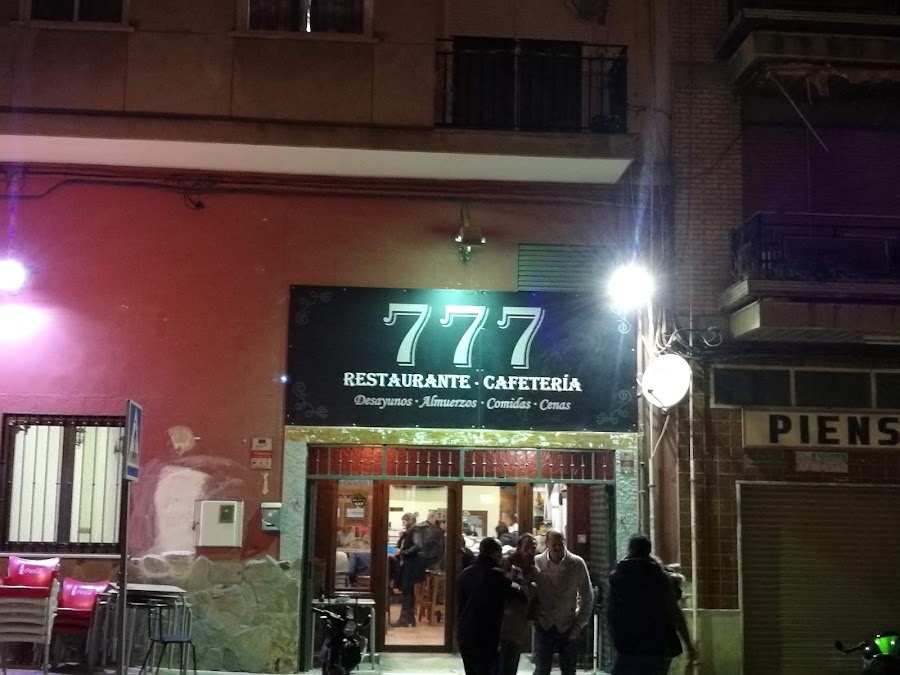 777
RESTAURANTE · CAFETERÍA
Desayunos · Almuerzos · Comidas · Cenas
PIENS